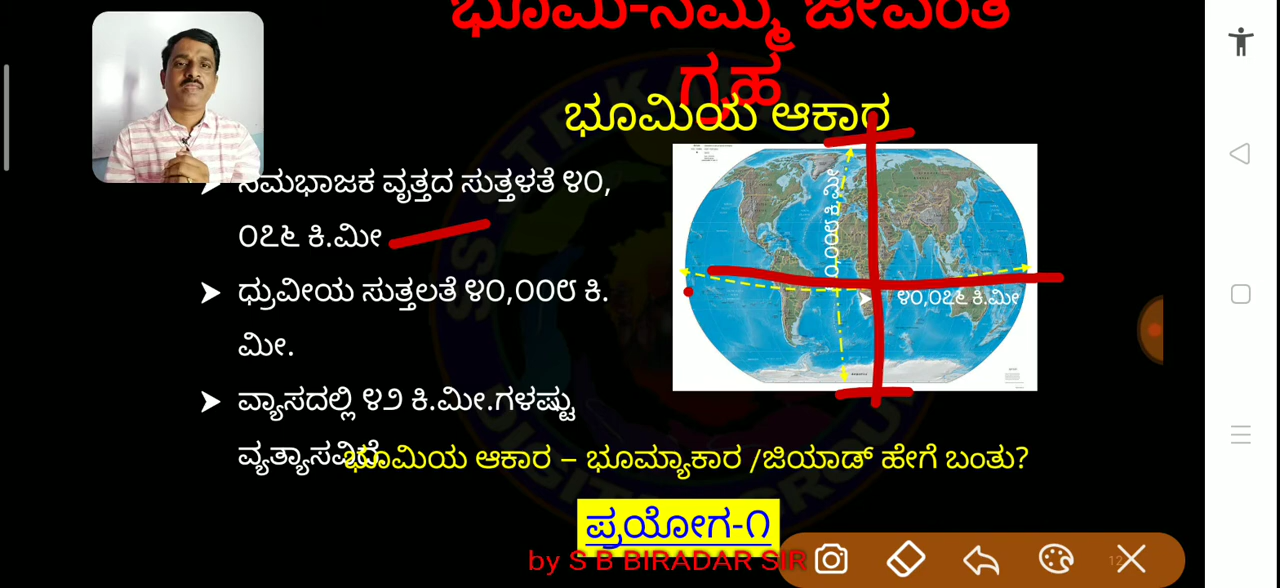 ಭೂಮಿ-ನಮ್ಮ ಜೀವಂತ
ಗ್ರಹ
ಭೂಮಿಯ ಆಕಾರ
ಸಮಭಾಜಕ ವೃತ್ತದ ಸುತ್ತಳತೆ ೪೦,
೦೭೬ ಕಿ.ಮೀ
ಧ್ರುವೀಯ ಸುತ್ತಲತೆ ೪೦,೦೦೮ ಕಿ.
ಮೀ.
ವ್ಯಾಸದಲ್ಲಿ ೪೨ ಕಿ.ಮೀ.ಗಳಷ್ಟು
ವ್ಯತ್ಯಾಸವಿದೆ.
೪೦,೦೦೮ ಕಿ,ಮೀ
೪೦,೦೭೬ ಕಿ.ಮೀ
ಭೂಮಿಯ ಆಕಾರ – ಭೂಮ್ಯಾಕಾರ /ಜಿಯಾಡ್ ಹೇಗೆ ಬಂತು?
ಪ್ರಯೋಗ-೧
by S B BIRADAR SIR
12